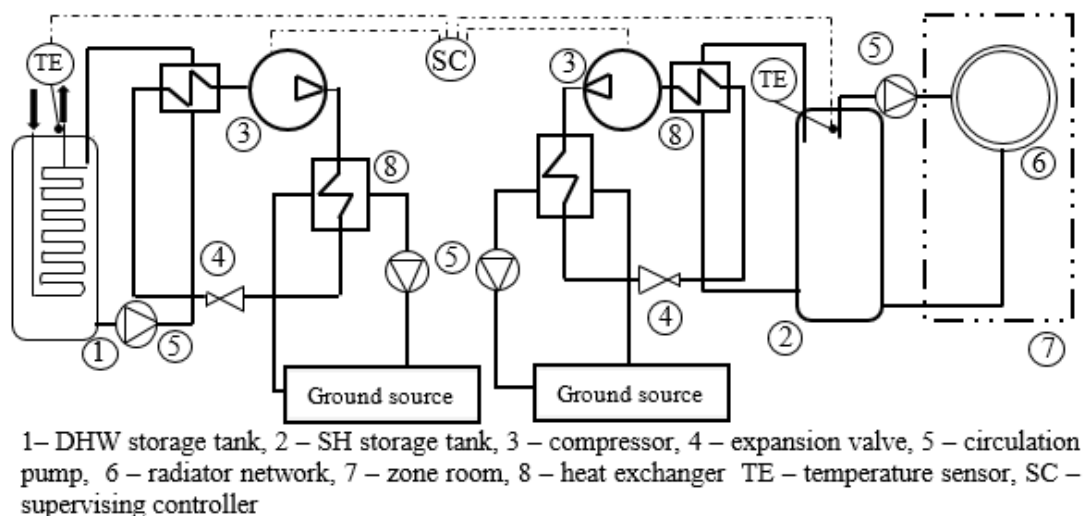 TE
SC
3
5
TE
3
8
8
6
4
5
4
2
7
1
5
Ground source
Ground source
1– DHW storage tank, 2 – SH storage tank, 3 – compressor, 4 – expansion valve, 5 – circulation
pump, 6 – radiator network, 7 – zone room, 8 – heat exchanger TE – temperature sensor, SC –
supervising controller